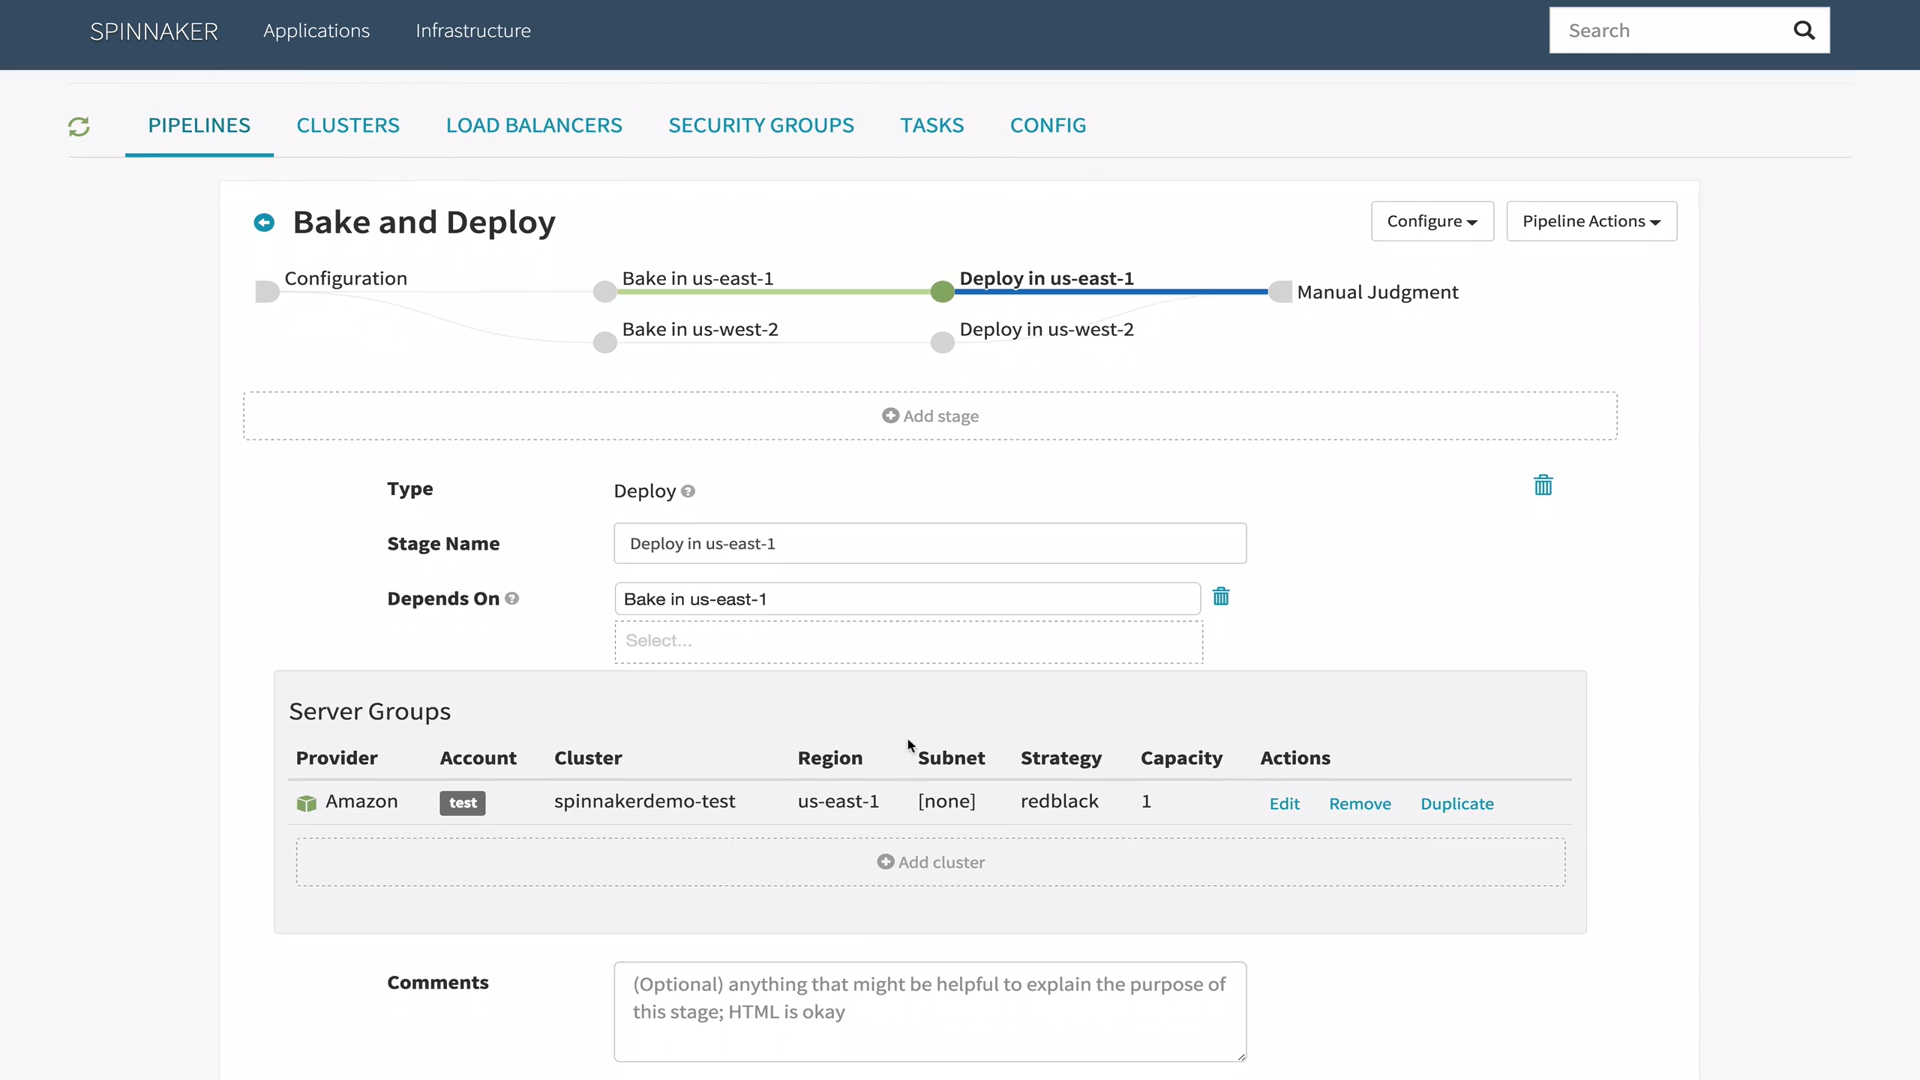 SPINNAKER Applications Infrastructure Search
PIPELINES CLUSTERS LOAD BALANCERS SECURITY GROUPS TASKS CONFIG
Bake and Deploy Configure Pipeline Actions
Configuration Bake in us-east-1 Deploy in us-east-1 Manual Judgment
Bake in us-west-2 Deploy in us-west-2
Add stage
Type Deploy ?
Stage Name Deploy in us-east-1
Depends On ? Bake in us-east-1
Select...
Server Groups
Provider Account Cluster Region Subnet Strategy Capacity Actions
Amazon test spinnakerdemo-test us-east-1 [none] redblack 1 Edit Remove Duplicate
Add cluster
Comments (Optional) anything that might be helpful to explain the purpose of
this stage; HTML is okay